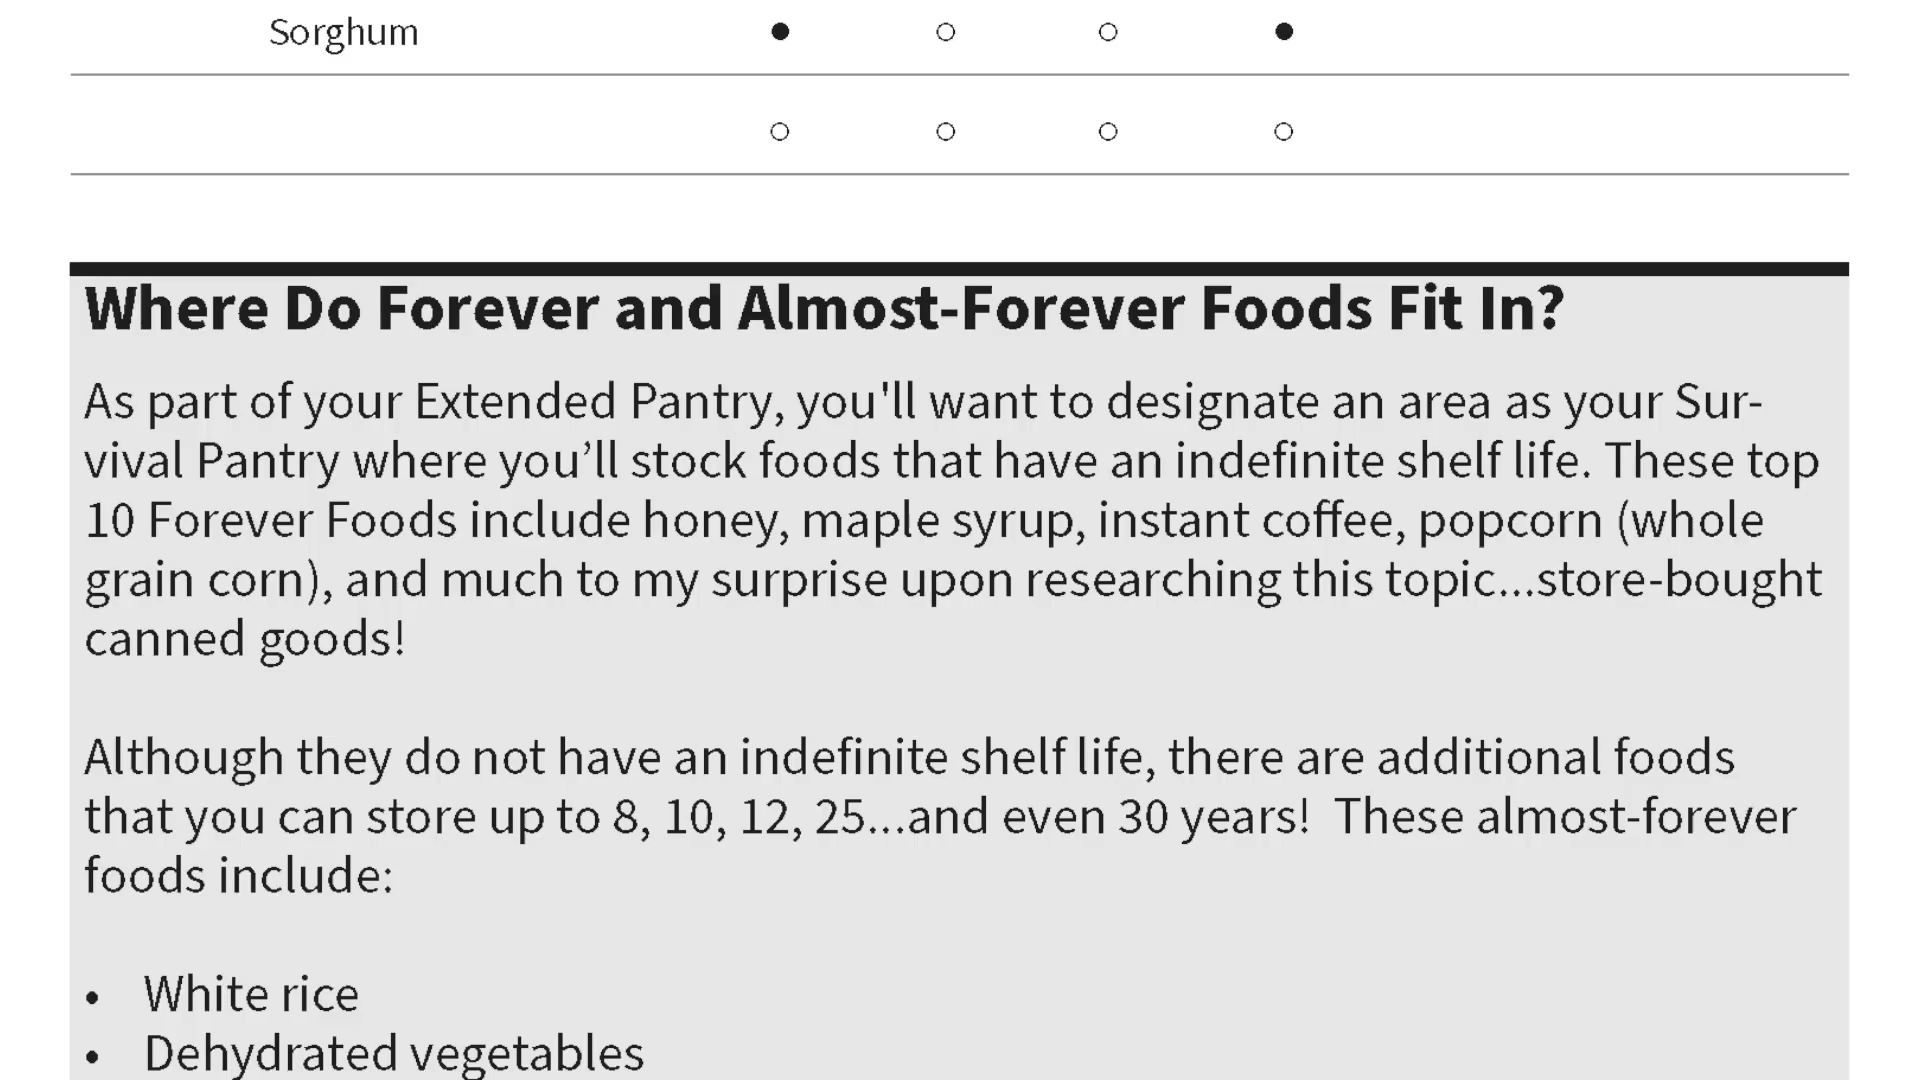 Sorghum
Where Do Forever and Almost-Forever Foods Fit In?
As part of your Extended Pantry, you'll want to designate an area as your Sur-
vival Pantry where you’ll stock foods that have an indefinite shelf life. These top
10 Forever Foods include honey, maple syrup, instant coffee, popcorn (whole
grain corn), and much to my surprise upon researching this topic...store-bought
canned goods!
Although they do not have an indefinite shelf life, there are additional foods
that you can store up to 8, 10, 12, 25...and even 30 years!  These almost-forever
foods include:
• White rice
• Dehydrated vegetables